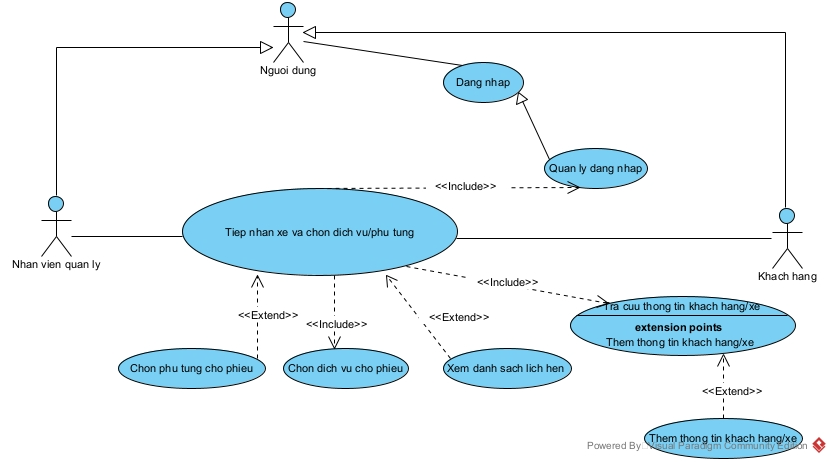 Nguoi dung
Dang nhap
Quan ly dang nhap
<<Include>>
Tiep nhan xe va chon dich vu/phu tung
Nhan vien quan ly
Khach hang
<<Include>>
Tra cuu thong tin khach hang/xe
extension points
Them thong tin khach hang/xe
<<Extend>>
<<Include>>
<<Extend>>
Chon phu tung cho phieu
Chon dich vu cho phieu
Xem danh sach lich hen
<<Extend>>
Them thong tin khach hang/xe
Powered By: Visual Paradigm Community Edition